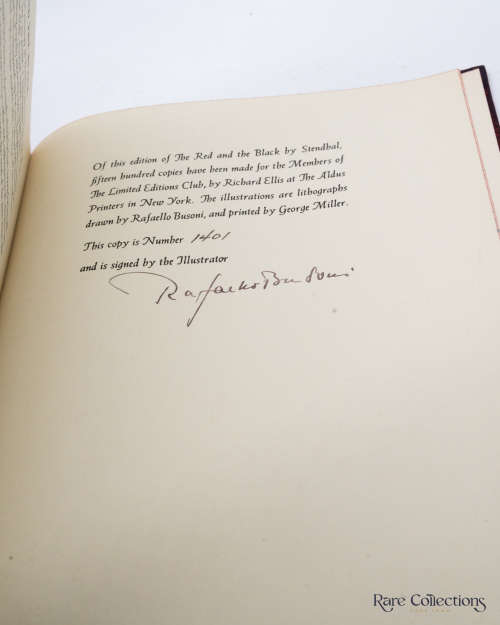 Of this edition of The Red and the Black by Stendhal,
fifteen hundred copies have been made for the Members of
The Limited Editions Club, by Richard Ellis at The Aldus
Printers in New York. The illustrations are lithographs
drawn by Rafaello Busoni, and printed by George Miller.
This copy is Number 1401
and is signed by the Illustrator
Rafaello Busoni
Rare Collections